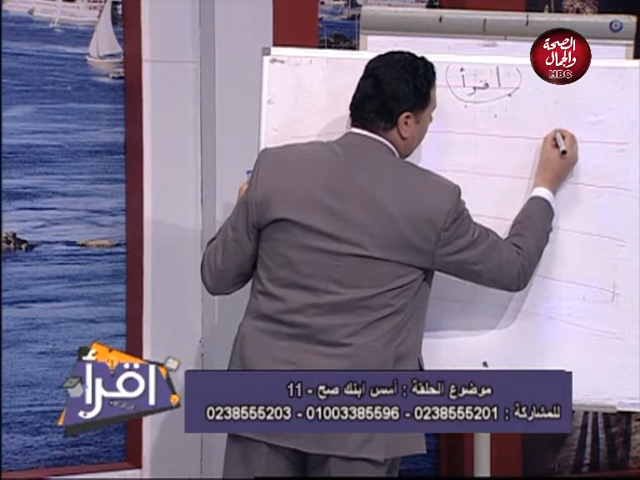 الصحة
والجمال
HBC
اقرأ
اقرأ
موضوع الحلقة : أسس ابنك صح - 11
للمشاركة : 0238555201 - 01003385596 - 0238555203